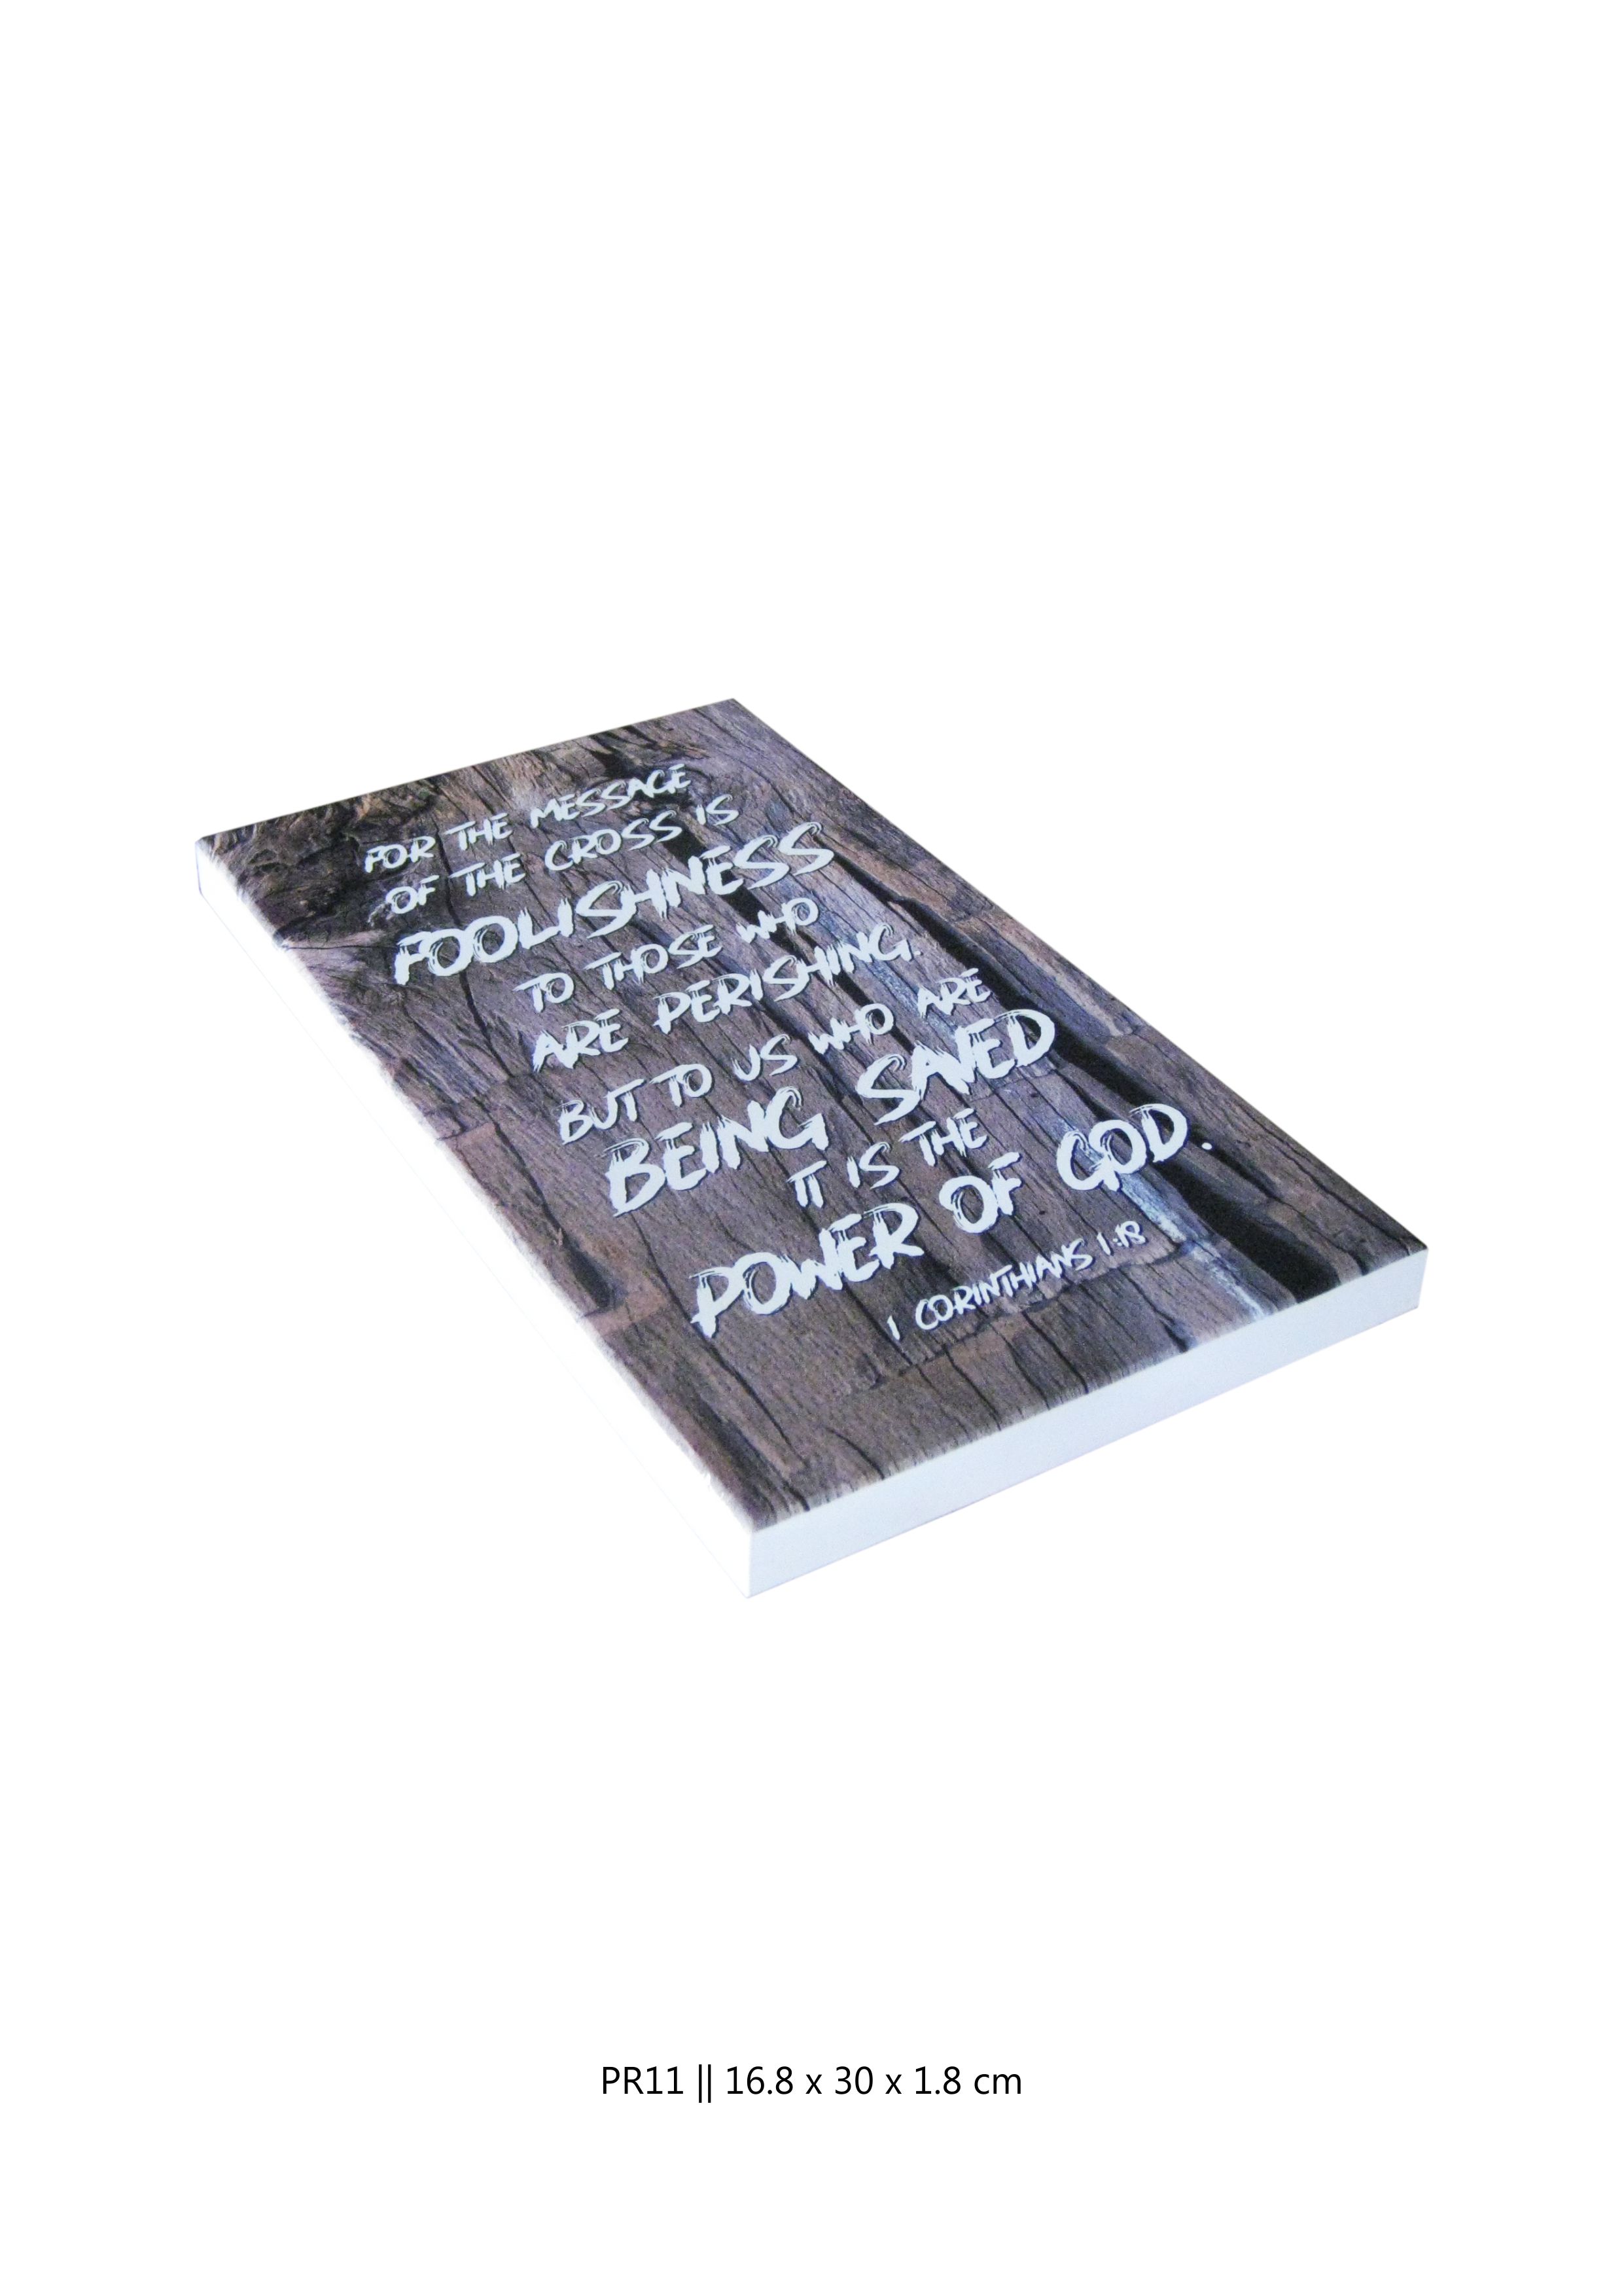 FOR THE MESSAGE
OF THE CROSS IS
FOOLISHNESS
TO THOSE WHO
ARE PERISHING,
BUT TO US WHO ARE
BEING SAVED
IT IS THE
POWER OF GOD.
1 CORINTHIANS 1:18
PR11 || 16.8 x 30 x 1.8 cm